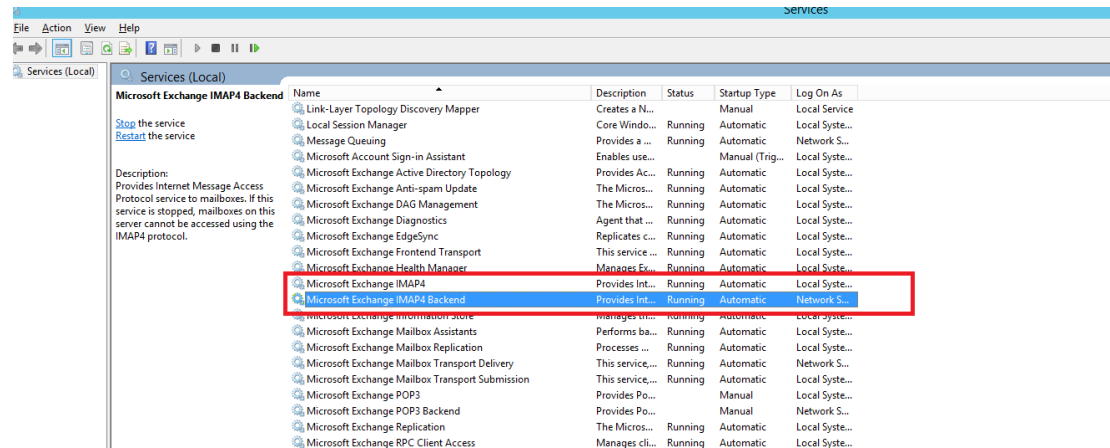 Services
File Action View Help
Services (Local)
Services (Local)
Microsoft Exchange IMAP4 Backend
Stop the service
Restart the service
Description:
Provides Internet Message Access
Protocol service to mailboxes. If this
service is stopped, mailboxes on this
server cannot be accessed using the
IMAP4 protocol.
Name Description Status Startup Type Log On As
Link-Layer Topology Discovery Mapper Creates a N... Manual Local Service
Local Session Manager Core Windo... Running Automatic Local Syste...
Message Queuing Provides a ... Running Automatic Network S...
Microsoft Account Sign-in Assistant Enables use... Manual (Trig... Local Syste...
Microsoft Exchange Active Directory Topology Provides Ac... Running Automatic Local Syste...
Microsoft Exchange Anti-spam Update The Micros... Running Automatic Local Syste...
Microsoft Exchange DAG Management The Micros... Running Automatic Local Syste...
Microsoft Exchange Diagnostics Agent that ... Running Automatic Local Syste...
Microsoft Exchange EdgeSync Replicates c... Running Automatic Local Syste...
Microsoft Exchange Frontend Transport This service ... Running Automatic Local Syste...
Microsoft Exchange Health Manager Manages Ex... Running Automatic Local Syste...
Microsoft Exchange IMAP4 Provides Int... Running Automatic Local Syste...
Microsoft Exchange IMAP4 Backend Provides Int... Running Automatic Network S...
Microsoft Exchange Information Store Manages th... Running Automatic Local Syste...
Microsoft Exchange Mailbox Assistants Performs ba... Running Automatic Local Syste...
Microsoft Exchange Mailbox Replication Processes ... Running Automatic Local Syste...
Microsoft Exchange Mailbox Transport Delivery This service,... Running Automatic Network S...
Microsoft Exchange Mailbox Transport Submission This service,... Running Automatic Local Syste...
Microsoft Exchange POP3 Provides Po... Manual Local Syste...
Microsoft Exchange POP3 Backend Provides Po... Manual Network S...
Microsoft Exchange Replication The Micros... Running Automatic Local Syste...
Microsoft Exchange RPC Client Access Manages cli... Running Automatic Local Syste...